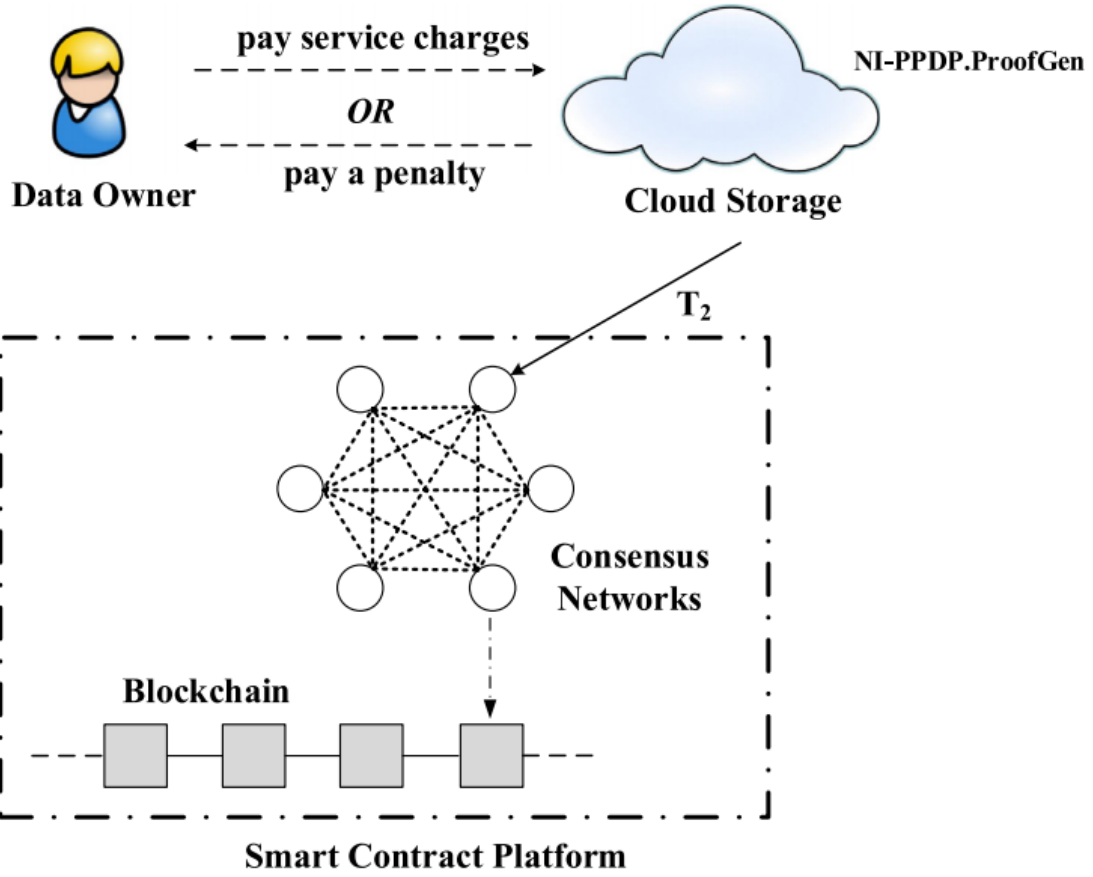 pay service charges
NI-PPDP.ProofGen
OR
pay a penalty
Data Owner
Cloud Storage
T₂
Consensus
Networks
Blockchain
Smart Contract Platform